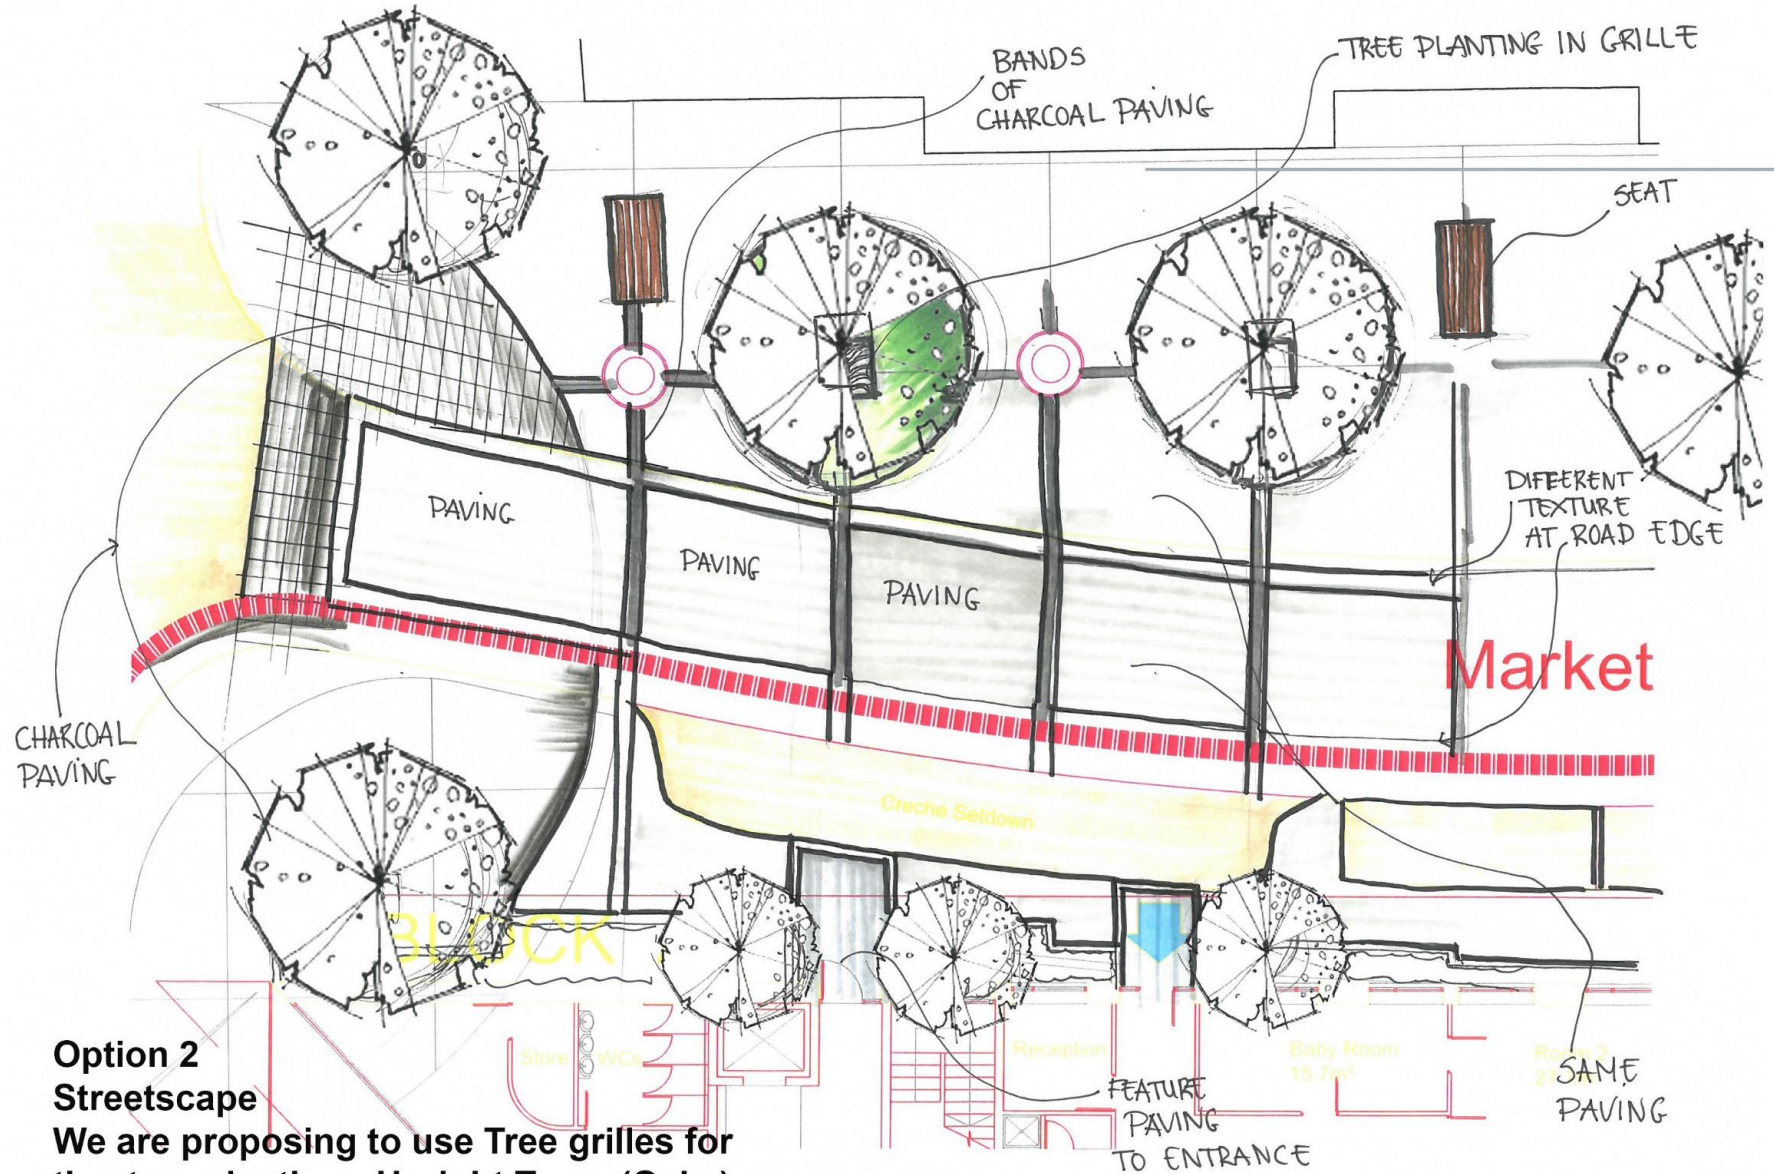 TREE PLANTING IN GRILLE
BANDS
OF
CHARCOAL PAVING
SEAT
DIFFERENT
TEXTURE
AT ROAD EDGE
PAVING
PAVING
PAVING
Market
CHARCOAL
PAVING
Creche Setdown
BLOCK
Store
WCs
Reception
Baby Room
15.7m²
Room 2
SAME
PAVING
FEATURE
PAVING
TO ENTRANCE
Option 2
Streetscape
We are proposing to use Tree grilles for